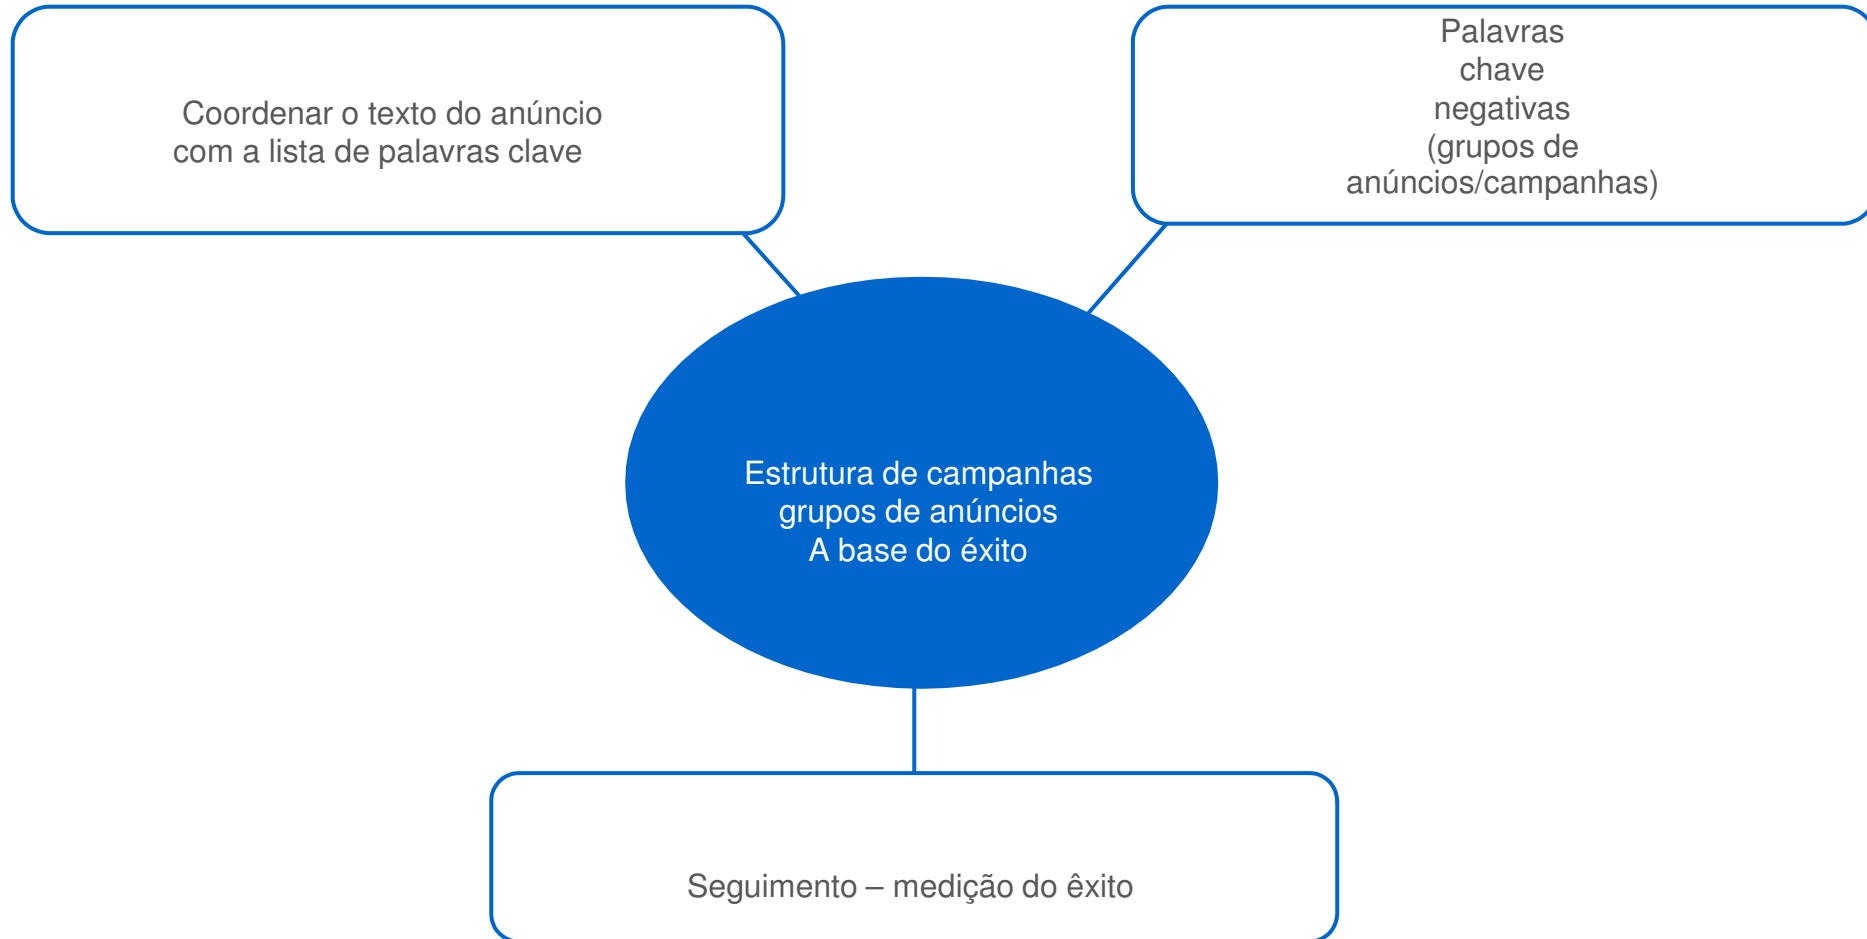 Coordenar o texto do anúncio
com a lista de palavras clave
Palavras
chave
negativas
(grupos de
anúncios/campanhas)
Estrutura de campanhas
grupos de anúncios
A base do éxito
Seguimento – medição do êxito